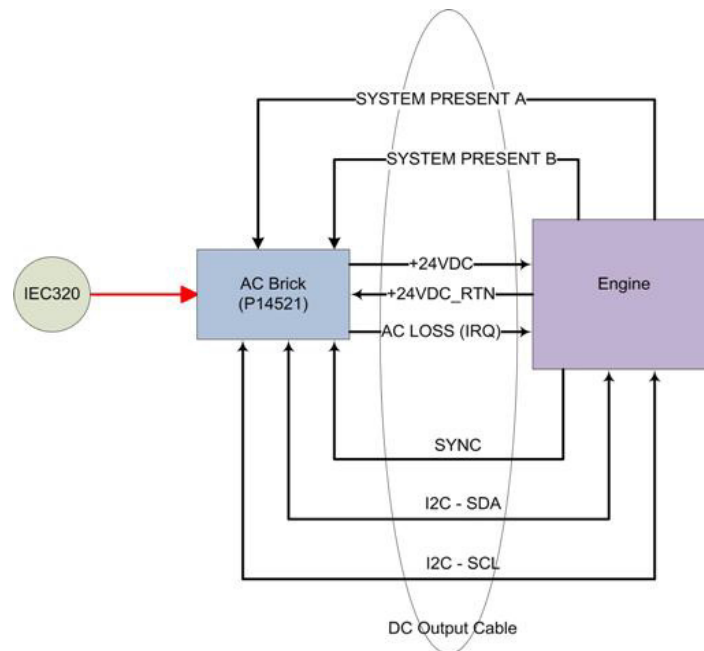 SYSTEM PRESENT A
SYSTEM PRESENT B
+24VDC
IEC320
AC Brick
(P14521)
+24VDC_RTN
Engine
AC LOSS (IRQ)
SYNC
I2C - SDA
I2C - SCL
DC Output Cable